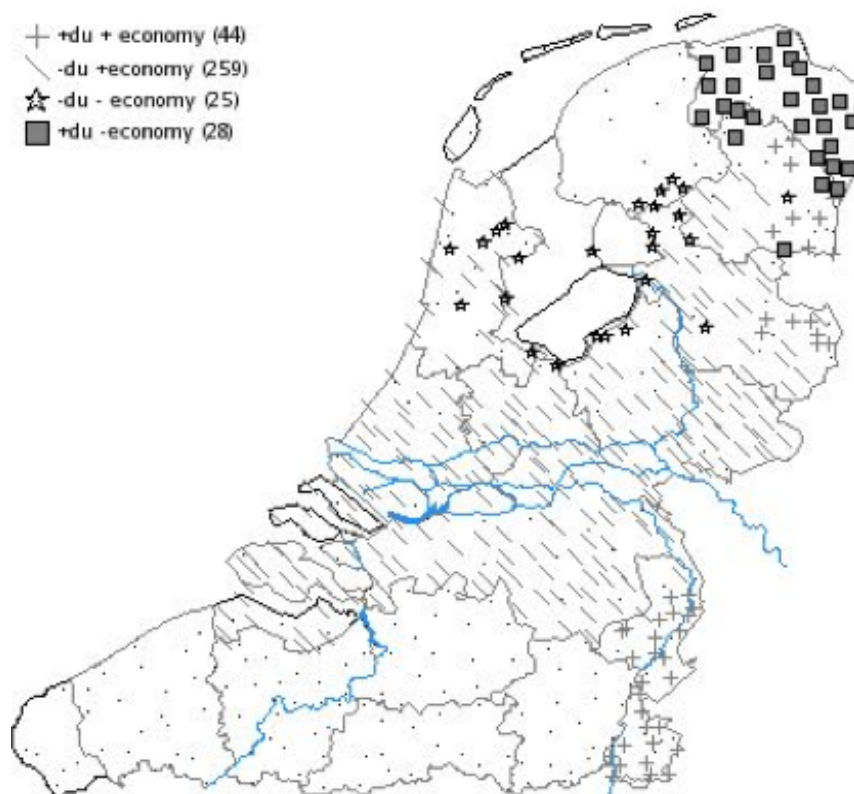 +du + economy (44)
-du +economy (259)
-du - economy (25)
+du -economy (28)